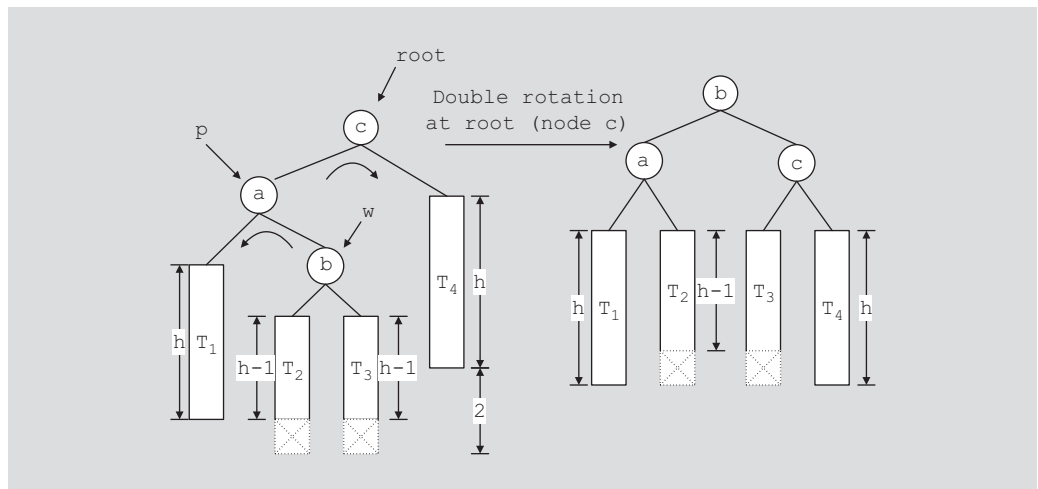 root
Double rotation
at root (node c)
c
p
a
w
b
T1
h
h-1
T2
T3
h-1
T4
h
2
b
a
c
h
T1
T2
h-1
T3
T4
h